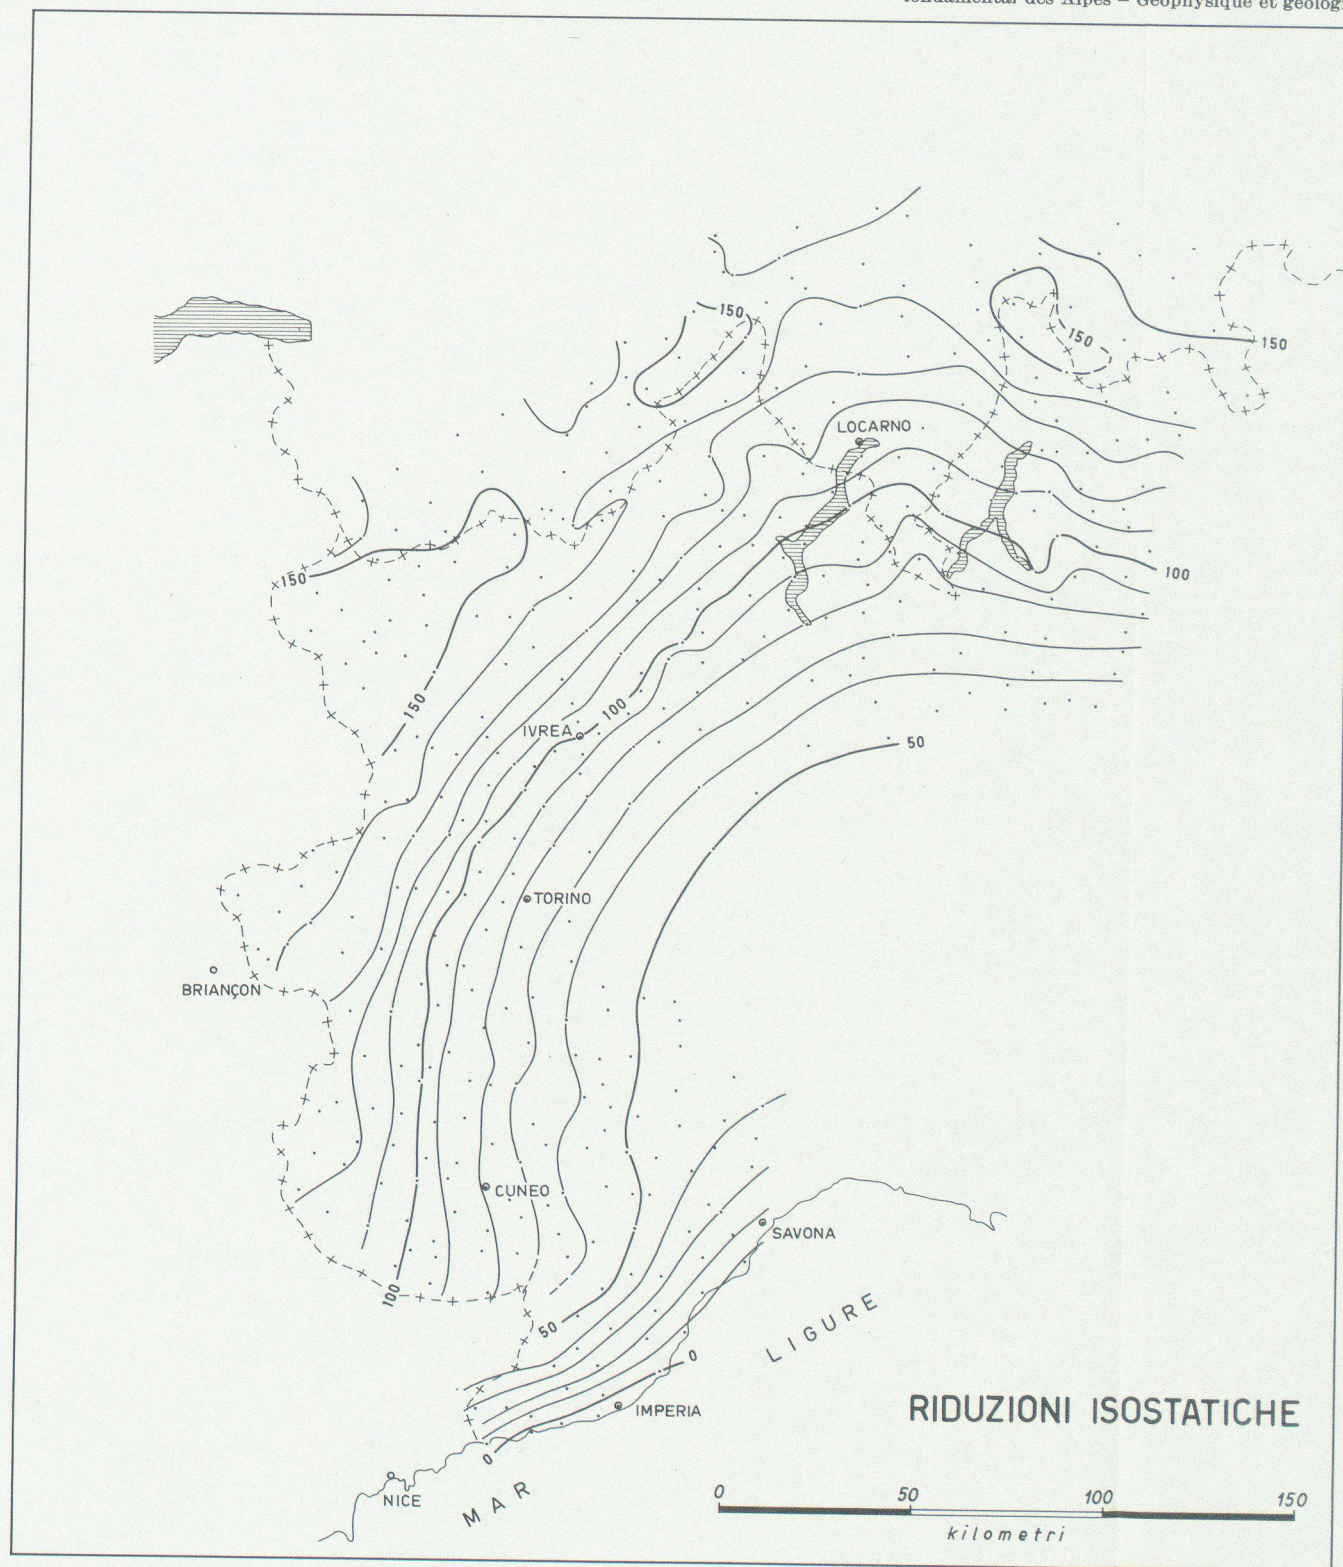 fondamental des Alpes – Géophysique et géolog
150
150
150
LOCARNO
150
100
150
100
IVREA
50
TORINO
BRIANÇON
CUNEO
SAVONA
100
50
LIGURE
0
IMPERIA
RIDUZIONI ISOSTATICHE
0
NICE
MAR
0 50 100 150
kilometri